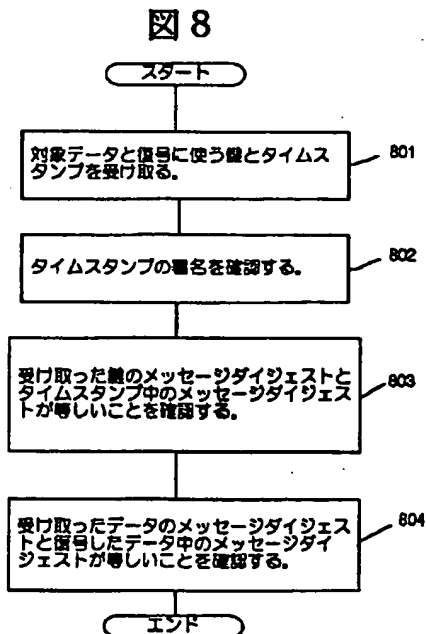 図 8
スタート
対象データと復号に使う鍵とタイムス
タンプを受け取る。
801
タイムスタンプの署名を確認する。
802
受け取った鍵のメッセージダイジェストと
タイムスタンプ中のメッセージダイジェス
トが等しいことを確認する。
803
受け取ったデータのメッセージダイジェス
トと復号したデータ中のメッセージダイ
ジェストが等しいことを確認する。
804
エンド